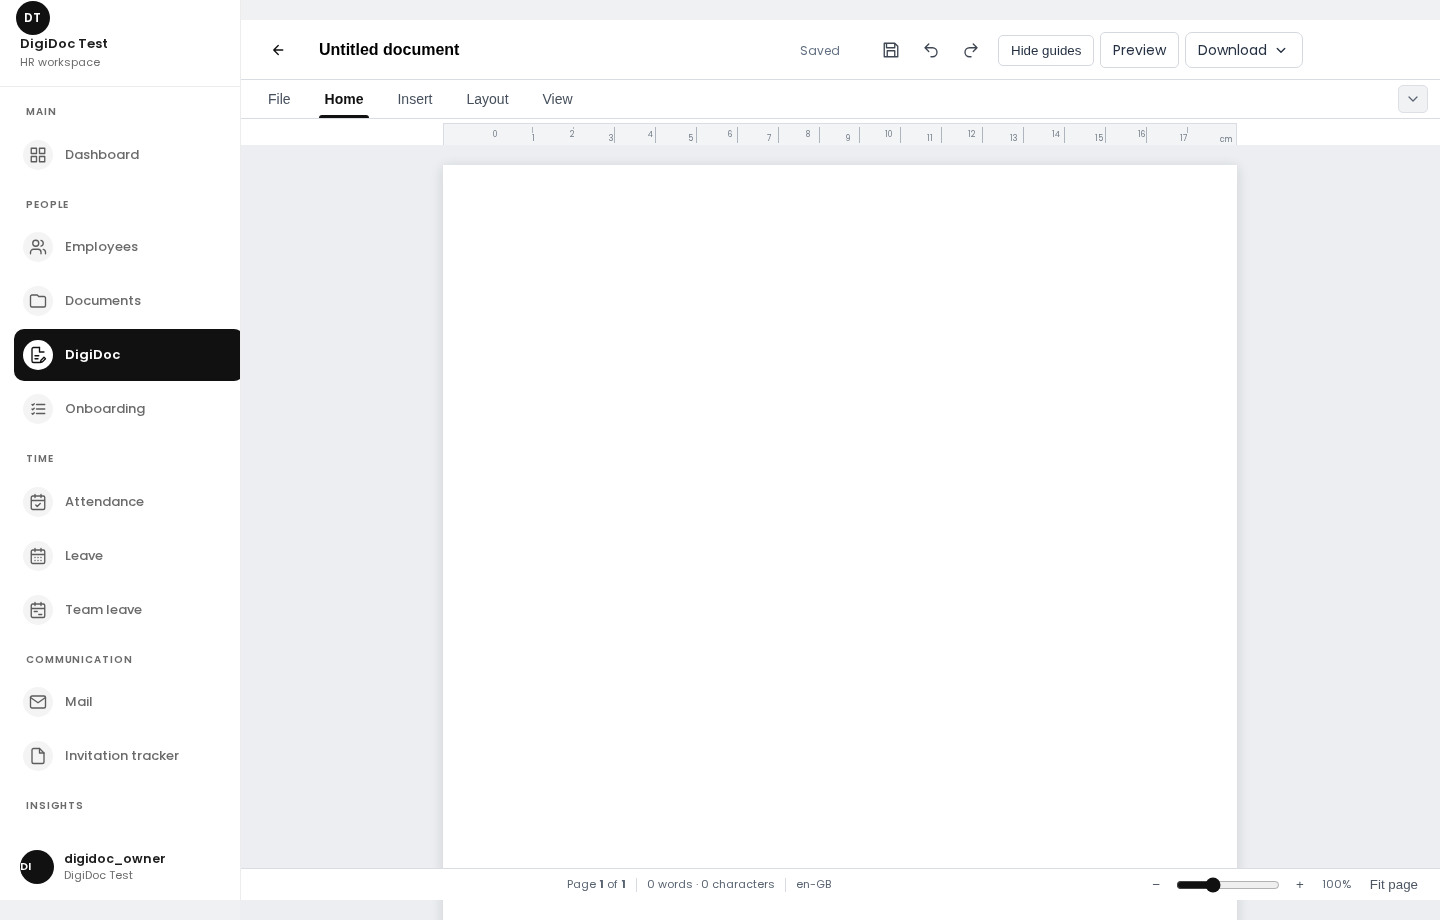 DT
DigiDoc Test
HR workspace
MAIN
Dashboard
PEOPLE
Employees
Documents
DigiDoc
Onboarding
TIME
Attendance
Leave
Team leave
COMMUNICATION
Mail
Invitation tracker
INSIGHTS
DI
digidoc_owner
DigiDoc Test
Untitled document
Saved
Hide guides
Preview
Download
File Home Insert Layout View
0 1 2 3 4 5 6 7 8 9 10 11 12 13 14 15 16 17 cm
Page 1 of 1
0 words · 0 characters
en-GB
− + 100% Fit page